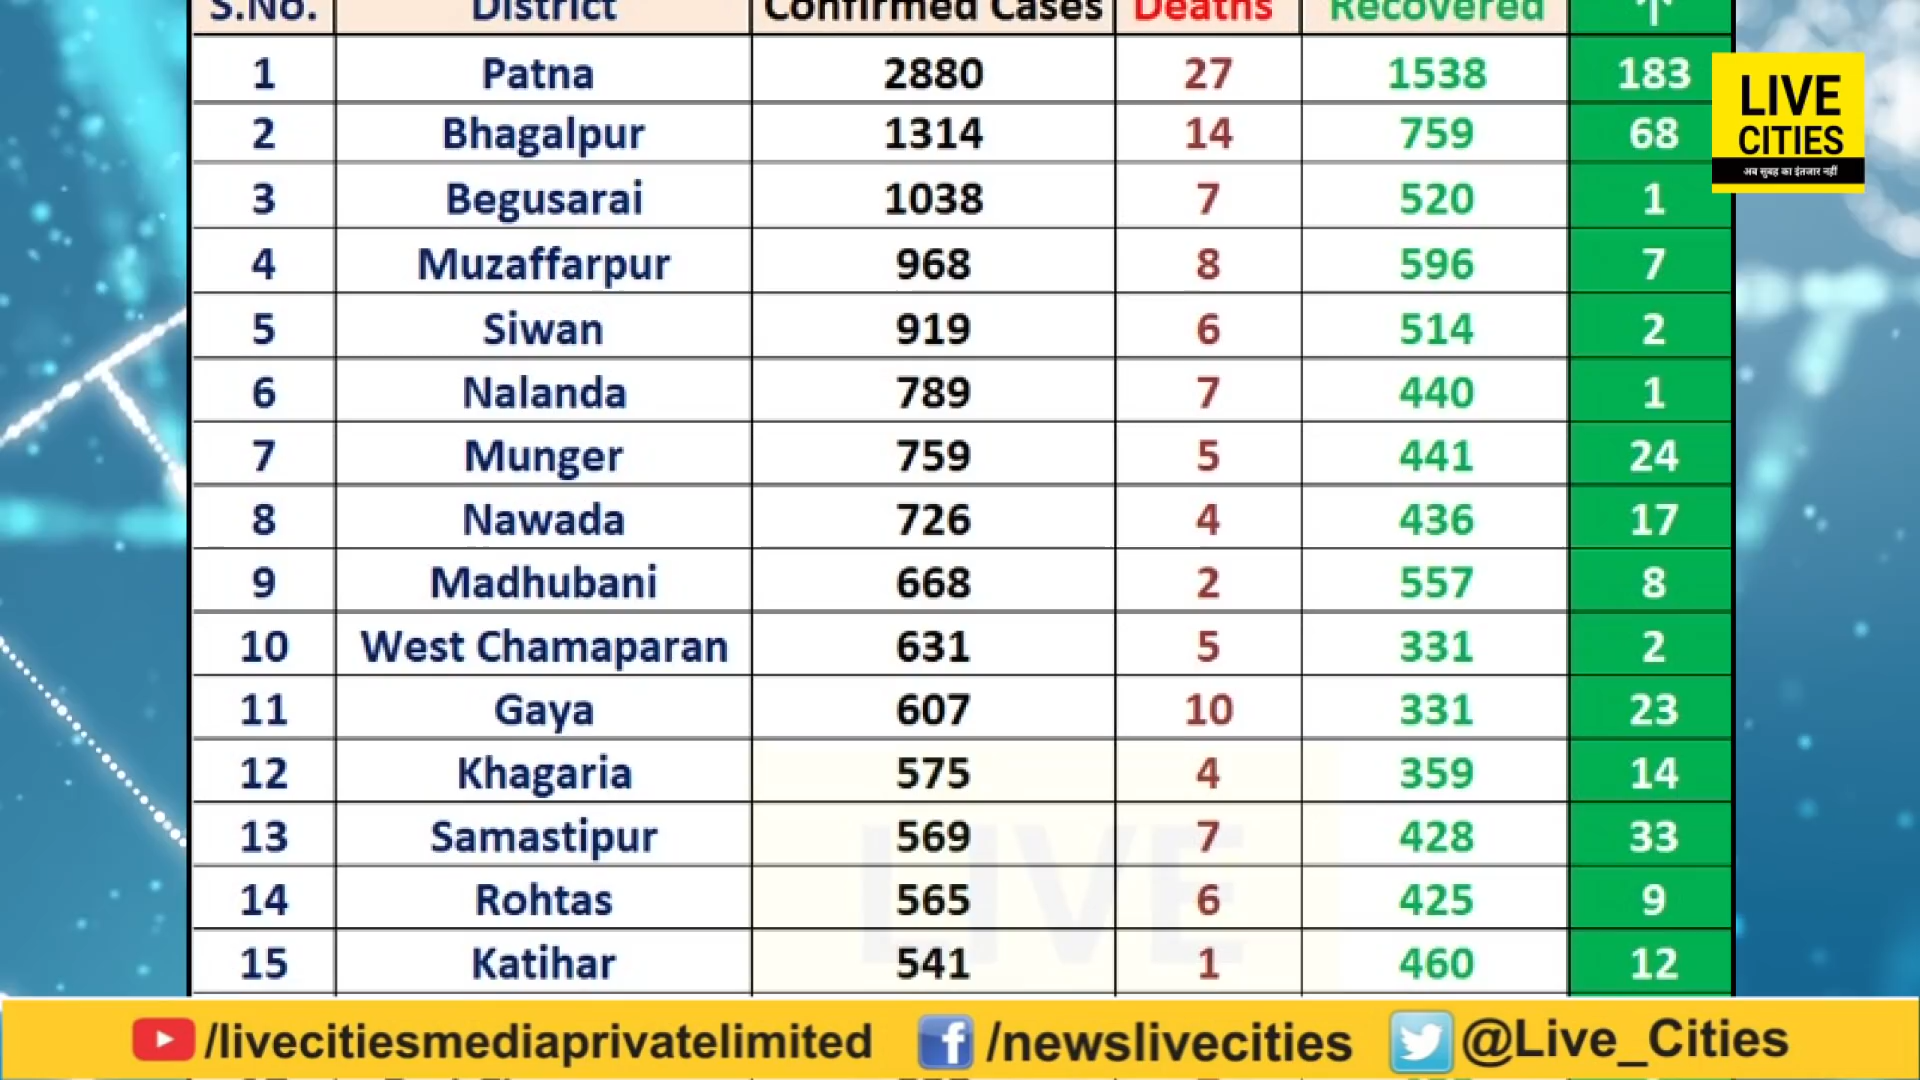 S.No. District Confirmed Cases Deaths Recovered ↑
1 Patna 2880 27 1538 183
2 Bhagalpur 1314 14 759 68
3 Begusarai 1038 7 520 1
4 Muzaffarpur 968 8 596 7
5 Siwan 919 6 514 2
6 Nalanda 789 7 440 1
7 Munger 759 5 441 24
8 Nawada 726 4 436 17
9 Madhubani 668 2 557 8
10 West Chamaparan 631 5 331 2
11 Gaya 607 10 331 23
12 Khagaria 575 4 359 14
13 Samastipur 569 7 428 33
14 Rohtas 565 6 425 9
15 Katihar 541 1 460 12
LIVE
CITIES
अब सुबह का इंतजार नहीं
LIVE
/livecitiesmediaprivatelimited /newslivecities @Live_Cities